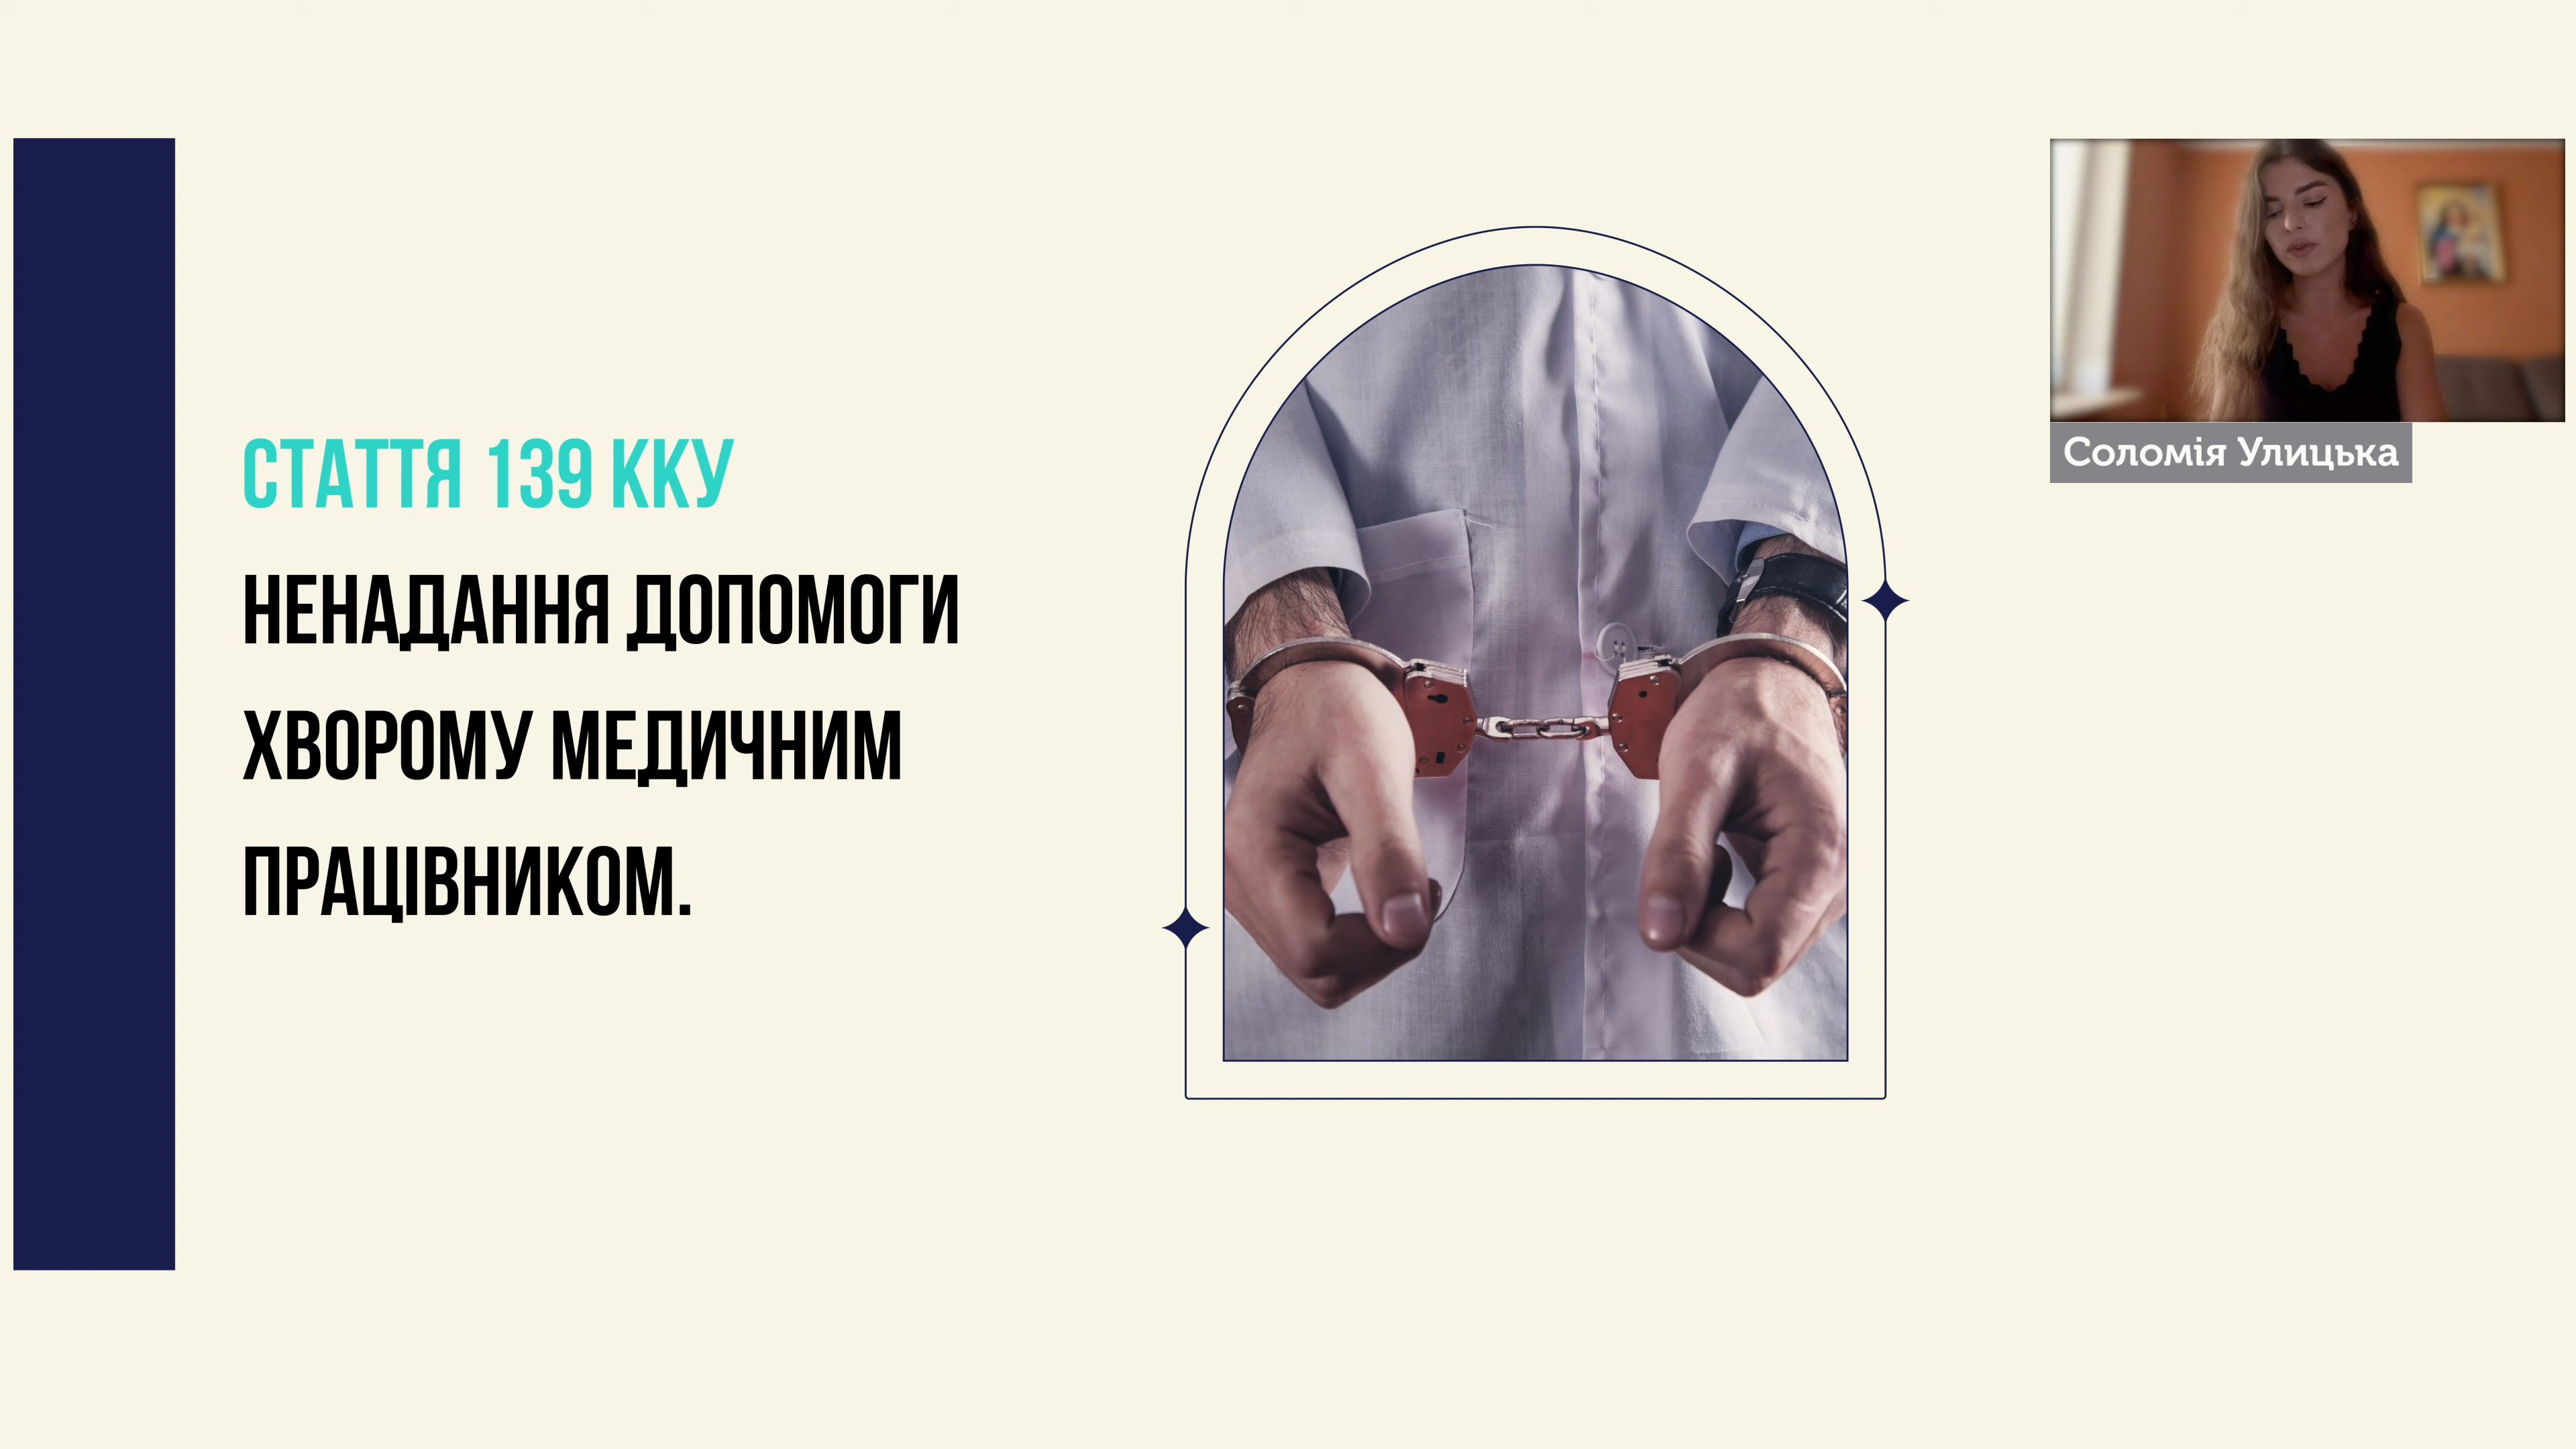 СТАТТЯ 139 ККУ
НЕНАДАННЯ ДОПОМОГИ
ХВОРОМУ МЕДИЧНИМ
ПРАЦІВНИКОМ.
Соломія Улицька